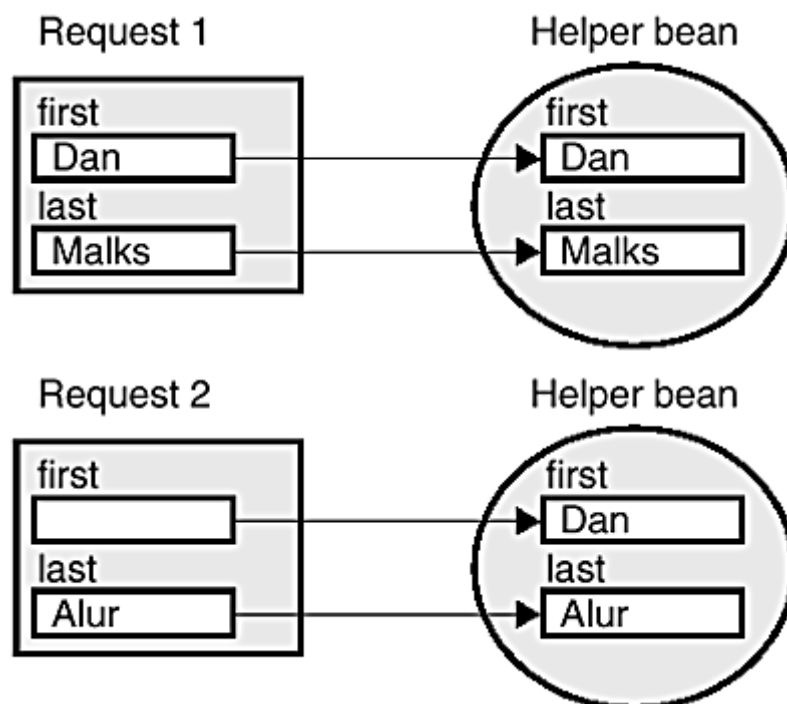 Request 1
Helper bean
first
first
Dan
Dan
last
last
Malks
Malks
Request 2
Helper bean
first
first
Dan
last
last
Alur
Alur